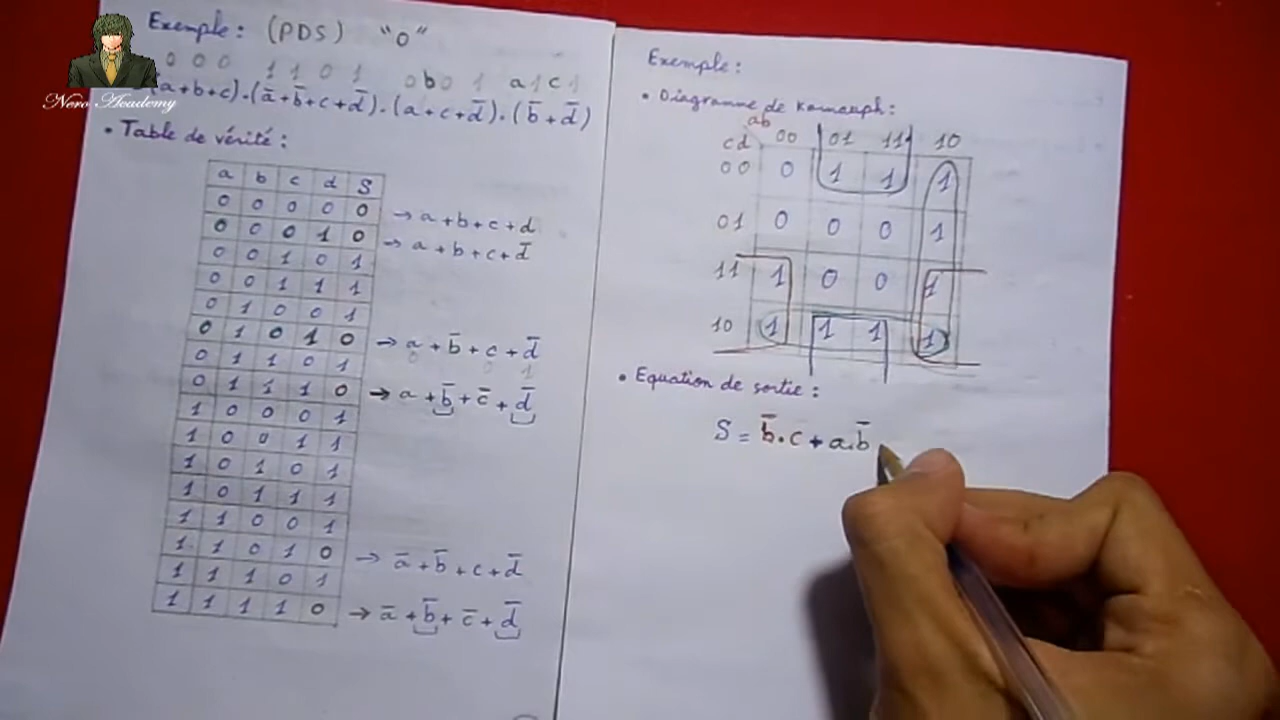 Exemple : (PDS) "0"
0 0 0 1 1 0 1 0 b 0 1 a 1 c 1
Nero Academy
(a+b+c).(a̅+b̅+c+d̅).(a+c+d̅).(b̅+d̅)
• Table de vérité :
a b c d S
0 0 0 0 0 → a+b+c+d
0 0 0 1 0 → a+b+c+d̅
0 0 1 0 1
0 0 1 1 1
0 1 0 0 1
0 1 0 1 0 → a+b̅+c+d̅
0 0 1
0 1 1 0 1
0 1 1 1 0 → a+b̅+c̅+d̅
1 0 0 0 1
1 0 0 1 1
1 0 1 0 1
1 0 1 1 1
1 1 0 0 1
1 1 0 1 0 → a̅+b̅+c+d̅
1 1 1 0 1
1 1 1 1 0 → a̅+b̅+c̅+d̅
Exemple :
• Diagramme de Karnaugh :
ab
cd 00 01 11 10
00 0 1 1 1
01 0 0 0 1
11 1 0 0 1
10 1 1 1 1
• Equation de sortie :
S = b̅.c + a.b̅